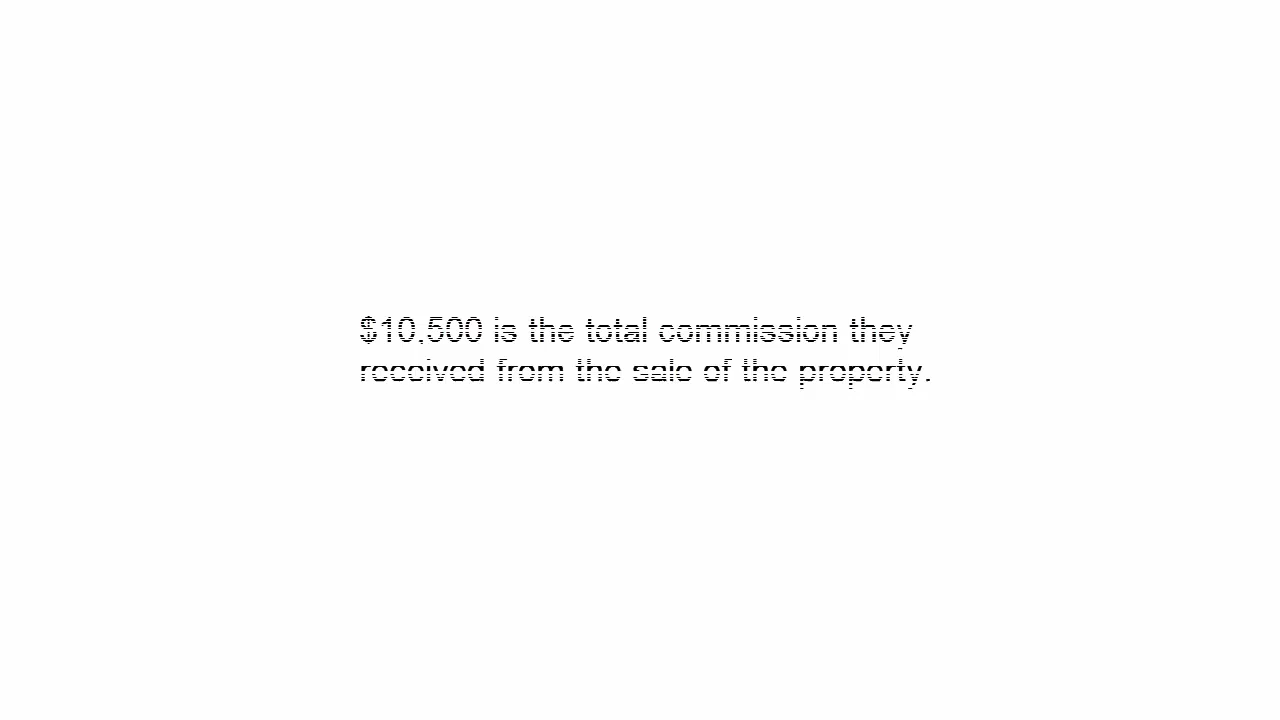 $10,500 is the total commission they
received from the sale of the property.